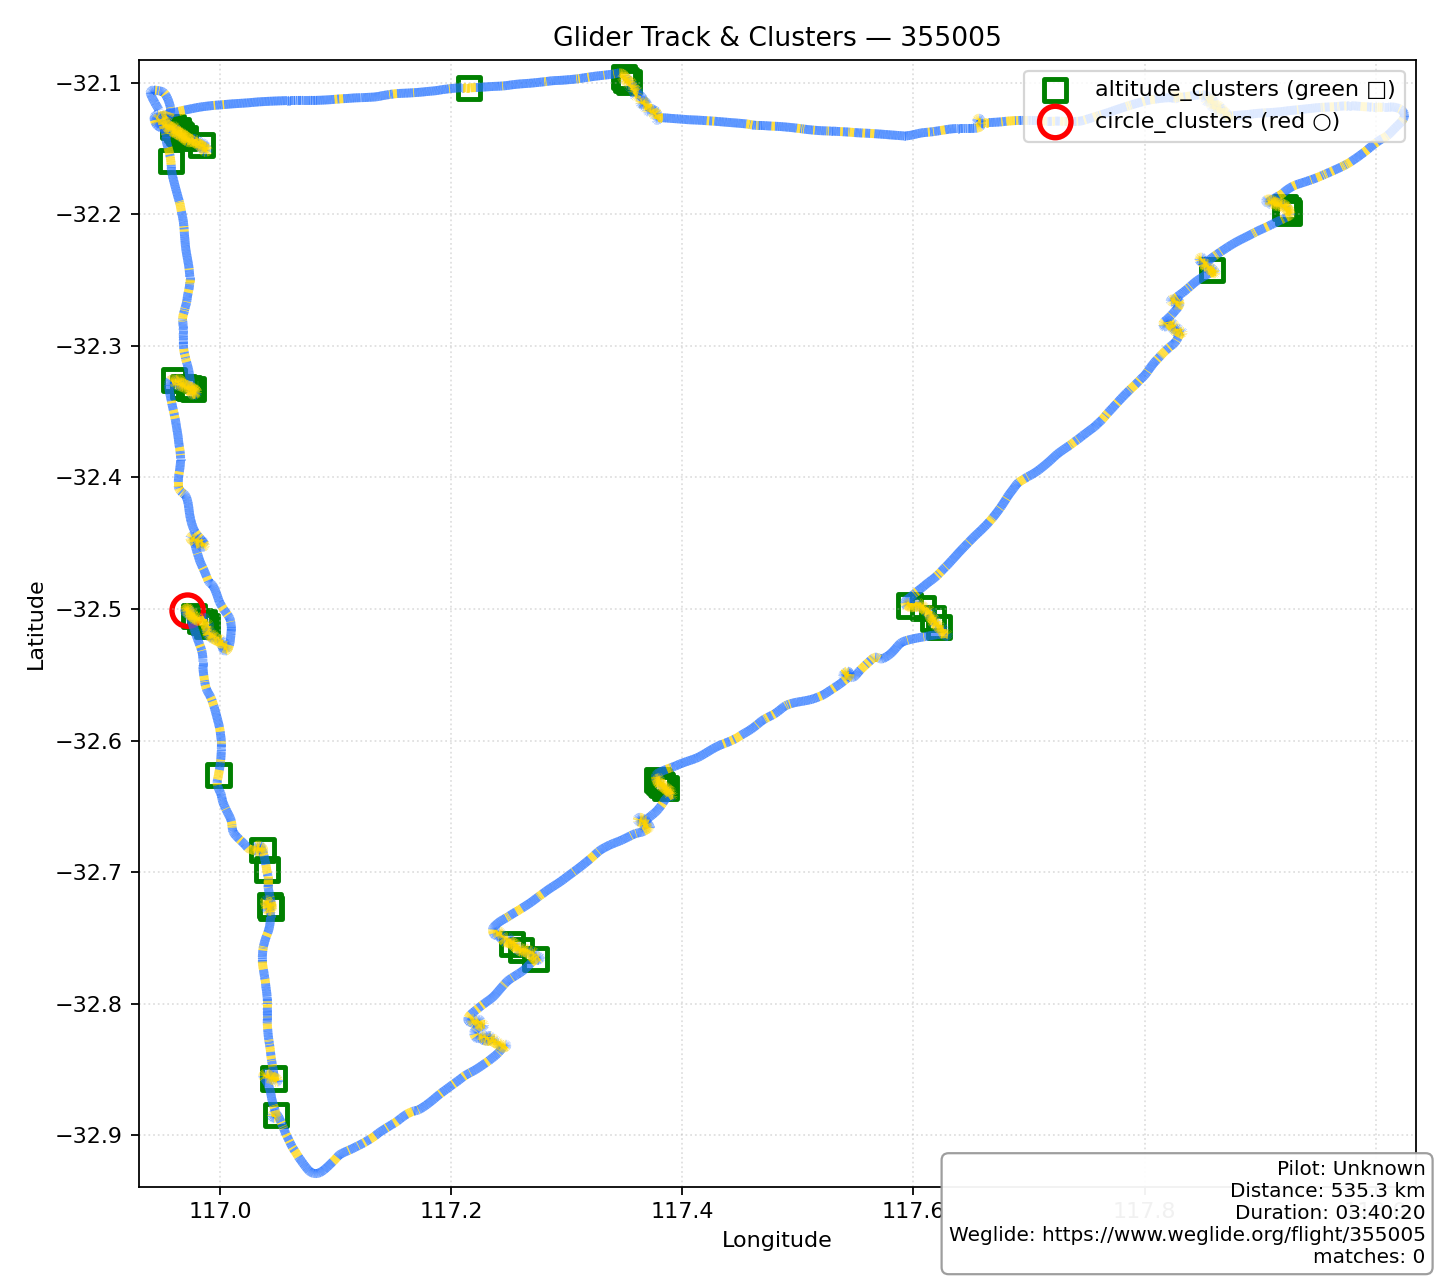 Glider Track & Clusters — 355005
altitude_clusters (green □)
circle_clusters (red ○)
Latitude
−32.1
−32.2
−32.3
−32.4
−32.5
−32.6
−32.7
−32.8
−32.9
117.0
117.2
117.4
117.6
117.8
Longitude
Pilot: Unknown
Distance: 535.3 km
Duration: 03:40:20
Weglide: https://www.weglide.org/flight/355005
matches: 0